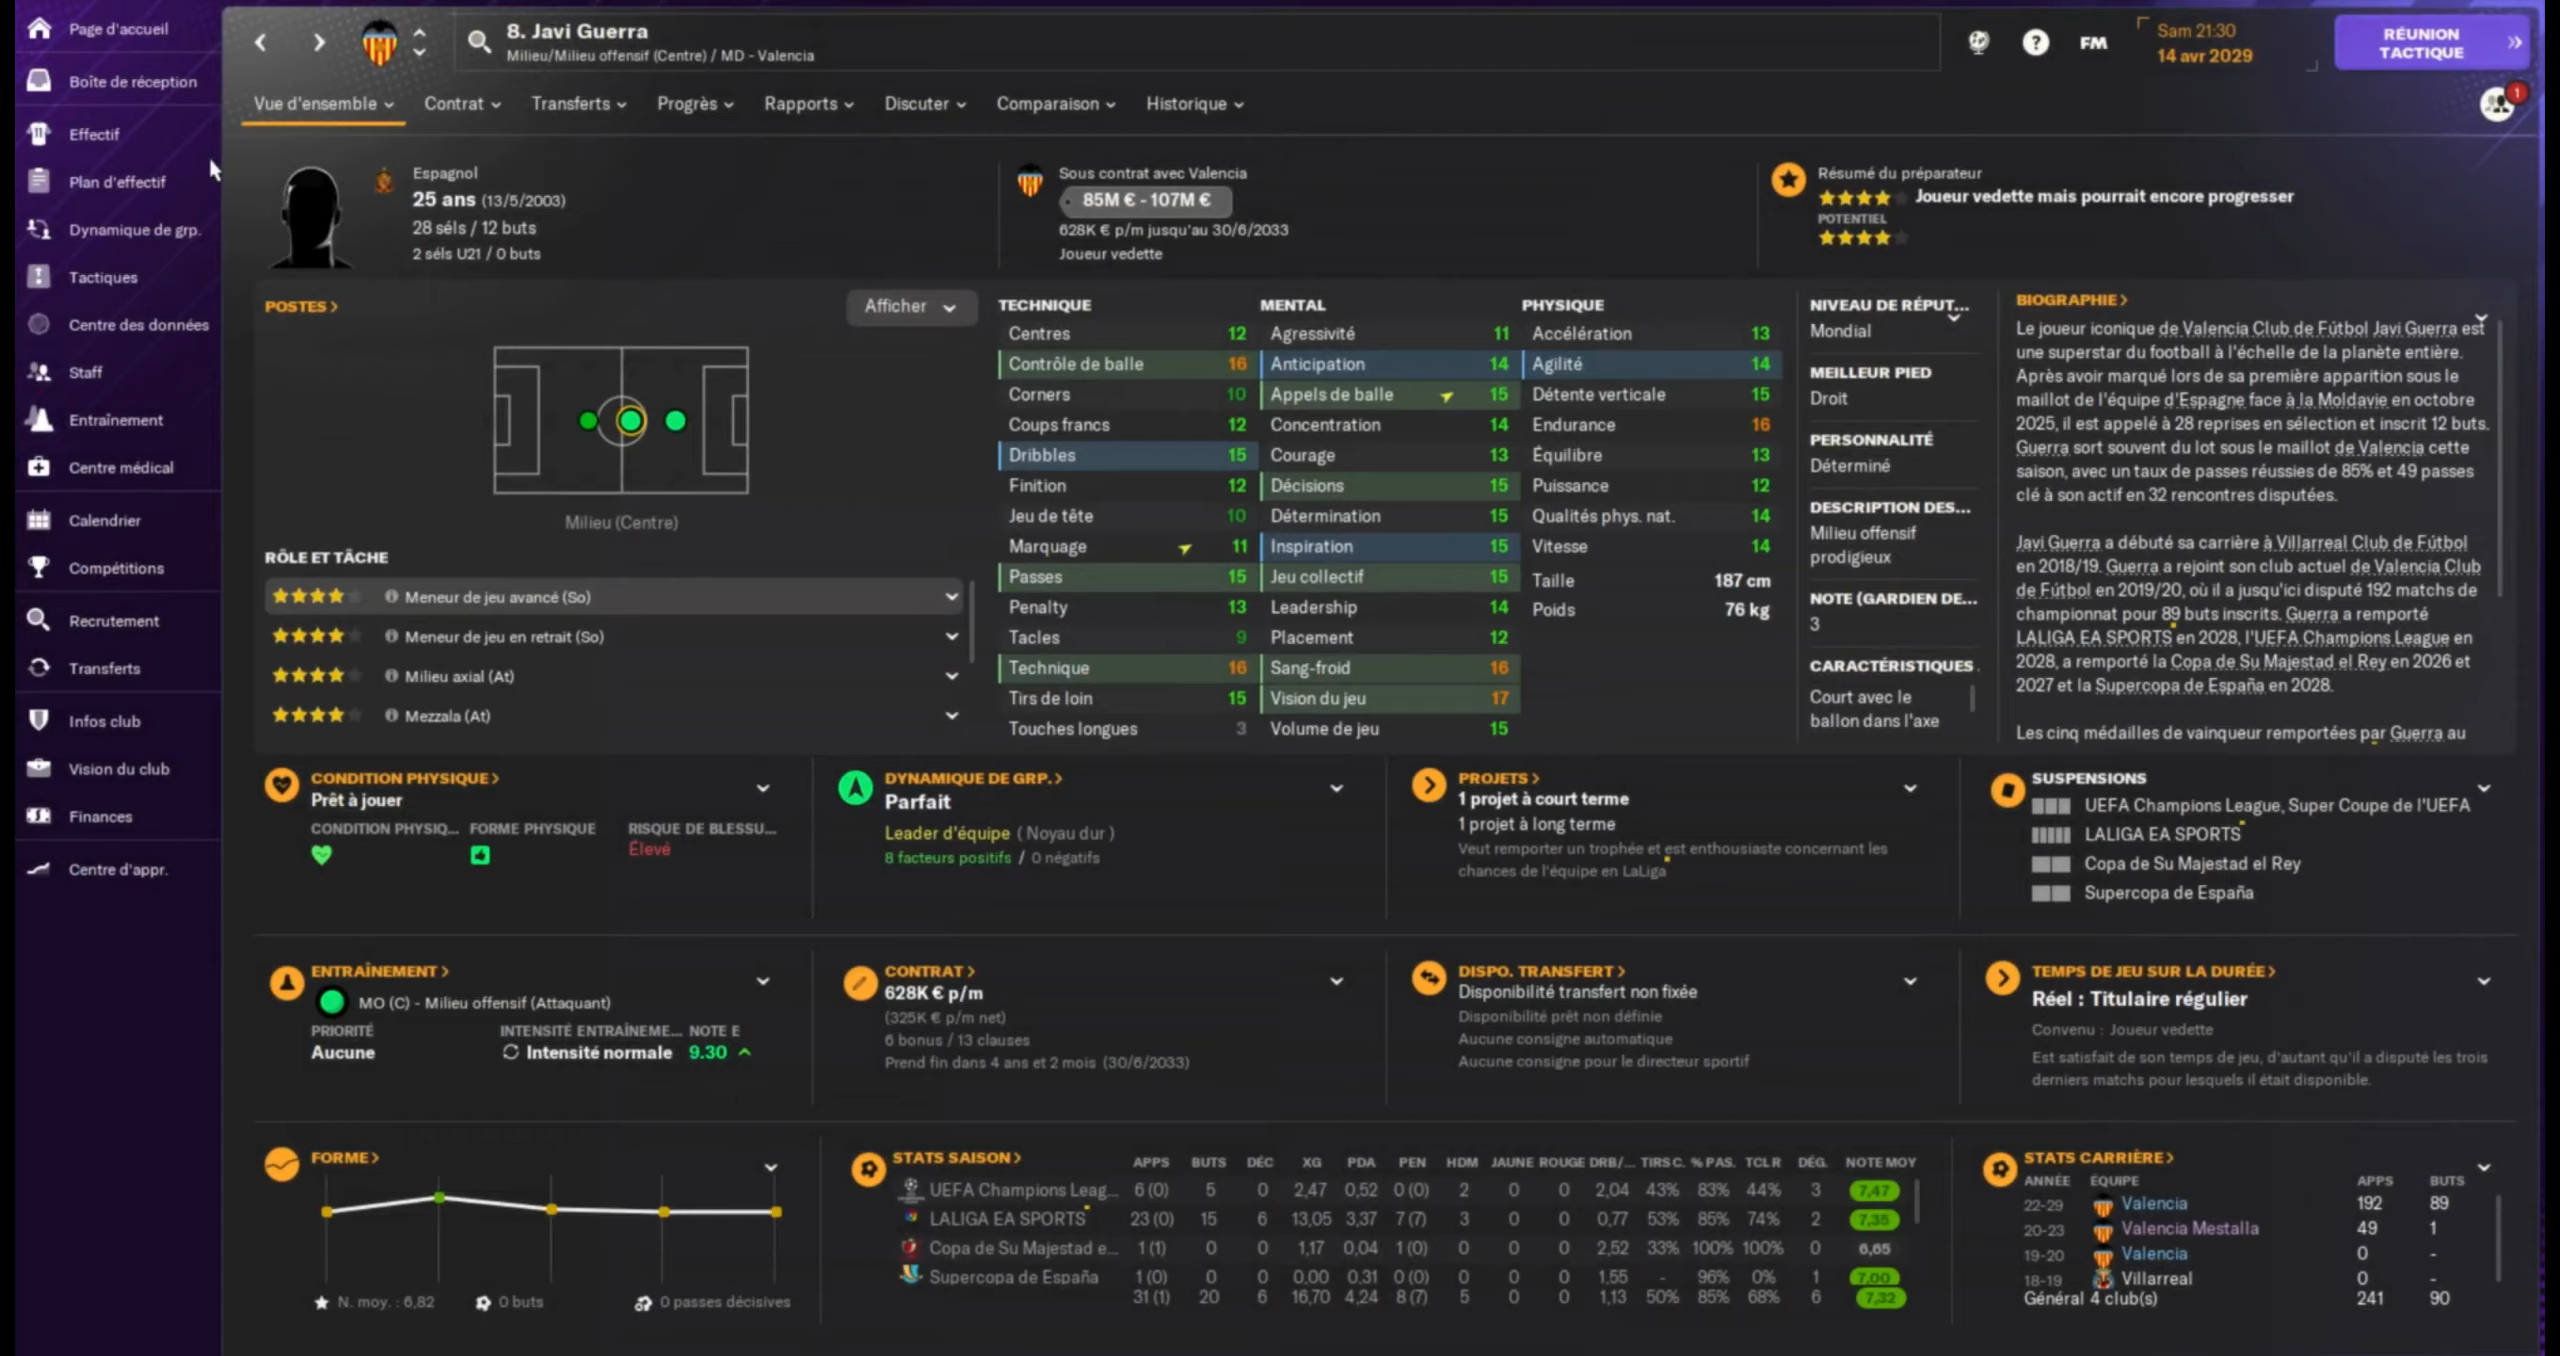 Page d'accueil
Boîte de réception
Effectif
Plan d'effectif
Dynamique de grp.
Tactiques
Centre des données
Staff
Entraînement
Centre médical
Calendrier
Compétitions
Recrutement
Transferts
Infos club
Vision du club
Finances
Centre d'appr.
8. Javi Guerra
Milieu/Milieu offensif (Centre) / MD - Valencia
FM
Sam 21:30
14 avr 2029
RÉUNION
TACTIQUE
Vue d'ensemble Contrat Transferts Progrès Rapports Discuter Comparaison Historique
1
Espagnol
25 ans (13/5/2003)
28 séls / 12 buts
2 séls U21 / 0 buts
Sous contrat avec Valencia
85M € - 107M €
628K € p/m jusqu'au 30/6/2033
Joueur vedette
Résumé du préparateur
Joueur vedette mais pourrait encore progresser
POTENTIEL
POSTES >
Afficher
Milieu (Centre)
RÔLE ET TÂCHE
Meneur de jeu avancé (So)
Meneur de jeu en retrait (So)
Milieu axial (At)
Mezzala (At)
TECHNIQUE
Centres 12
Contrôle de balle 16
Corners 10
Coups francs 12
Dribbles 15
Finition 12
Jeu de tête 10
Marquage 11
Passes 15
Penalty 13
Tacles 9
Technique 16
Tirs de loin 15
Touches longues 3
MENTAL
Agressivité 11
Anticipation 14
Appels de balle 15
Concentration 14
Courage 13
Décisions 15
Détermination 15
Inspiration 15
Jeu collectif 15
Leadership 14
Placement 12
Sang-froid 16
Vision du jeu 17
Volume de jeu 15
PHYSIQUE
Accélération 13
Agilité 14
Détente verticale 15
Endurance 16
Équilibre 13
Puissance 12
Qualités phys. nat. 14
Vitesse 14
Taille 187 cm
Poids 76 kg
NIVEAU DE RÉPUT...
Mondial
MEILLEUR PIED
Droit
PERSONNALITÉ
Déterminé
DESCRIPTION DES...
Milieu offensif
prodigieux
NOTE (GARDIEN DE...
3
CARACTÉRISTIQUES
Court avec le
ballon dans l'axe
BIOGRAPHIE >
Le joueur iconique de Valencia Club de Fútbol Javi Guerra est
une superstar du football à l'échelle de la planète entière.
Après avoir marqué lors de sa première apparition sous le
maillot de l'équipe d'Espagne face à la Moldavie en octobre
2025, il est appelé à 28 reprises en sélection et inscrit 12 buts.
Guerra sort souvent du lot sous le maillot de Valencia cette
saison, avec un taux de passes réussies de 85% et 49 passes
clé à son actif en 32 rencontres disputées.
Javi Guerra a débuté sa carrière à Villarreal Club de Fútbol
en 2018/19. Guerra a rejoint son club actuel de Valencia Club
de Fútbol en 2019/20, où il a jusqu'ici disputé 192 matchs de
championnat pour 89 buts inscrits. Guerra a remporté
LALIGA EA SPORTS en 2028, l'UEFA Champions League en
2028, a remporté la Copa de Su Majestad el Rey en 2026 et
2027 et la Supercopa de España en 2028.
Les cinq médailles de vainqueur remportées par Guerra au
CONDITION PHYSIQUE >
Prêt à jouer
CONDITION PHYSIQ... FORME PHYSIQUE RISQUE DE BLESSU...
Élevé
DYNAMIQUE DE GRP. >
Parfait
Leader d'équipe ( Noyau dur )
8 facteurs positifs / 0 négatifs
PROJETS >
1 projet à court terme
1 projet à long terme
Veut remporter un trophée et est enthousiaste concernant les
chances de l'équipe en LaLiga
SUSPENSIONS
UEFA Champions League, Super Coupe de l'UEFA
LALIGA EA SPORTS
Copa de Su Majestad el Rey
Supercopa de España
ENTRAÎNEMENT >
MO (C) - Milieu offensif (Attaquant)
PRIORITÉ INTENSITÉ ENTRAÎNEME... NOTE E
Aucune Intensité normale 9.30
CONTRAT >
628K € p/m
(325K € p/m net)
6 bonus / 13 clauses
Prend fin dans 4 ans et 2 mois (30/6/2033)
DISPO. TRANSFERT >
Disponibilité transfert non fixée
Disponibilité prêt non définie
Aucune consigne automatique
Aucune consigne pour le directeur sportif
TEMPS DE JEU SUR LA DURÉE >
Réel : Titulaire régulier
Convenu : Joueur vedette
Est satisfait de son temps de jeu, d'autant qu'il a disputé les trois
derniers matchs pour lesquels il était disponible.
FORME >
N. moy. : 6,82 0 buts 0 passes décisives
STATS SAISON > APPS BUTS DÉC XG PDA PEN HDM JAUNE ROUGE DRB/... TIRS C. % PAS. TCL R DÉG. NOTE MOY
UEFA Champions Leag... 6 (0) 5 0 2,47 0,52 0 (0) 2 0 0 2,04 43% 83% 44% 3 7,47
LALIGA EA SPORTS 23 (0) 15 6 13,05 3,37 7 (7) 3 0 0 0,77 53% 85% 74% 2 7,35
Copa de Su Majestad e... 1 (1) 0 0 1,17 0,04 1 (0) 0 0 0 2,52 33% 100% 100% 0 6,65
Supercopa de España 1 (0) 0 0 0,00 0,31 0 (0) 0 0 0 1,55 - 96% 0% 1 7,00
31 (1) 20 6 16,70 4,24 8 (7) 5 0 0 1,13 50% 85% 68% 6 7,32
STATS CARRIÈRE >
ANNÉE ÉQUIPE APPS BUTS
22-29 Valencia 192 89
20-23 Valencia Mestalla 49 1
19-20 Valencia 0 -
18-19 Villarreal 0 -
Général 4 club(s) 241 90